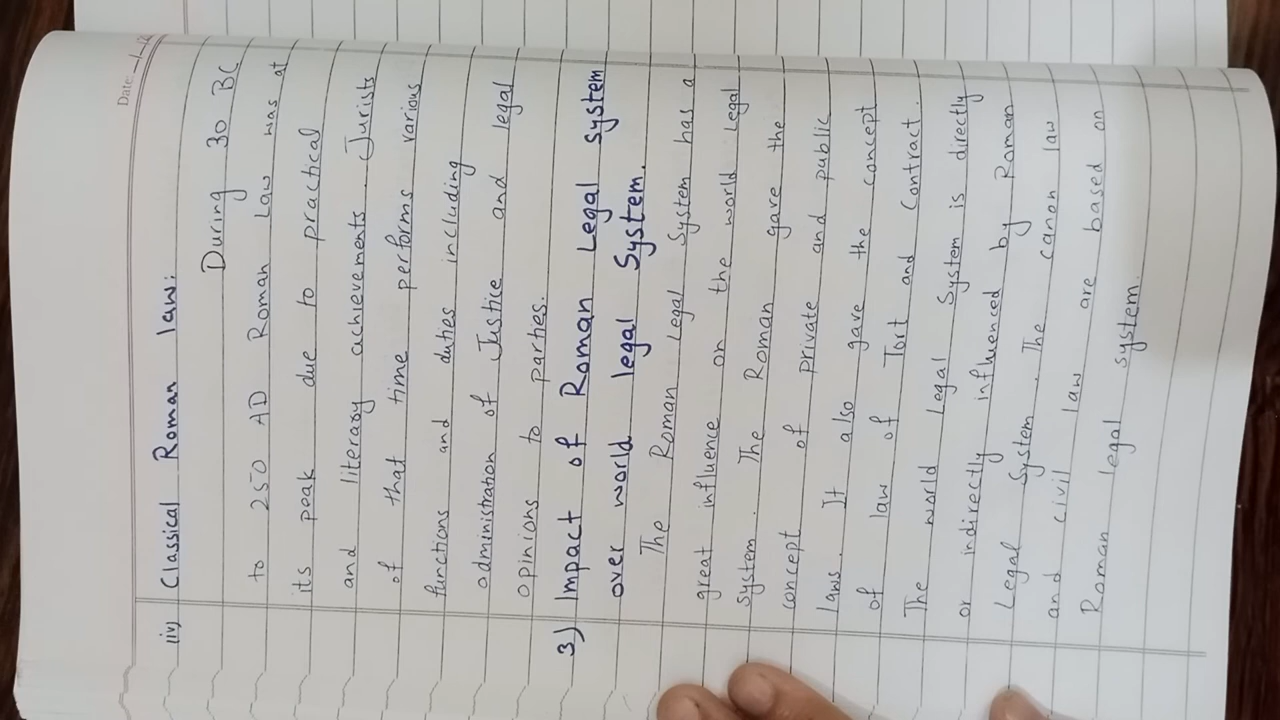 Date:
(iv) Classical Roman law:
During 30 BC
to 250 AD Roman Law was at
its peak due to practical
and literary achievements. Jurists
of that time performs various
functions and duties including
administration of Justice and legal
opinions to parties.
3) Impact of Roman Legal system
over world legal System.
The Roman Legal System has a
great influence on the world Legal
system. The Roman gave the
concept of private and public
laws. It also gave the concept
of law of Tort and Contract.
The world Legal System is directly
or indirectly influenced by Roman
Legal System. The canon law
and civil law are based on
Roman legal system.